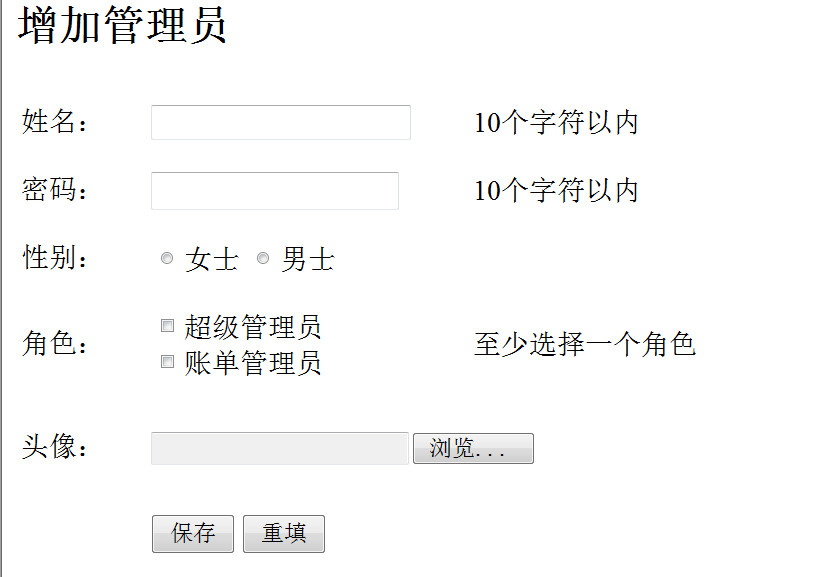 增加管理员
姓名： 10个字符以内
密码： 10个字符以内
性别： 女士 男士
超级管理员
角色： 至少选择一个角色
账单管理员
头像： 浏览...
保存 重填